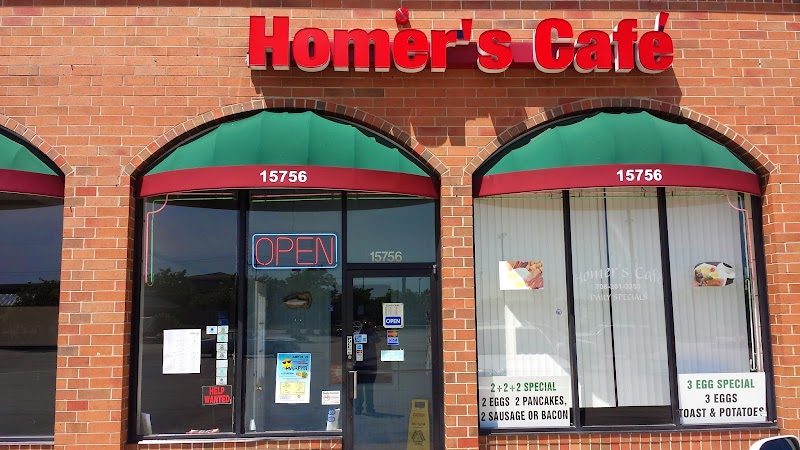 Homer's Café
15756
15756
OPEN
15756
Homer's Café
DAILY SPECIALS
OPEN
HELP
WANTED
2+2+2 SPECIAL
2 EGGS 2 PANCAKES,
2 SAUSAGE OR BACON
3 EGG SPECIAL
3 EGGS
TOAST & POTATOES